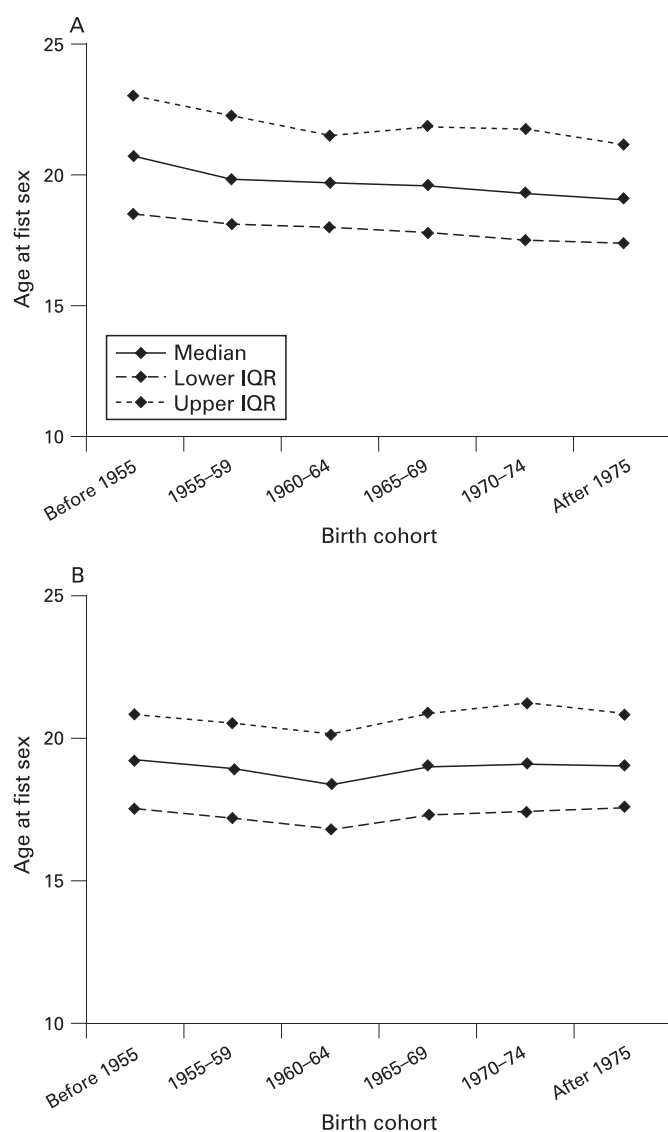 A
25
20
15
10
Age at fist sex
Median
Lower IQR
Upper IQR
Before 1955
1955–59
1960–64
1965–69
1970–74
After 1975
Birth cohort
B
25
20
15
10
Age at fist sex
Before 1955
1955–59
1960–64
1965–69
1970–74
After 1975
Birth cohort